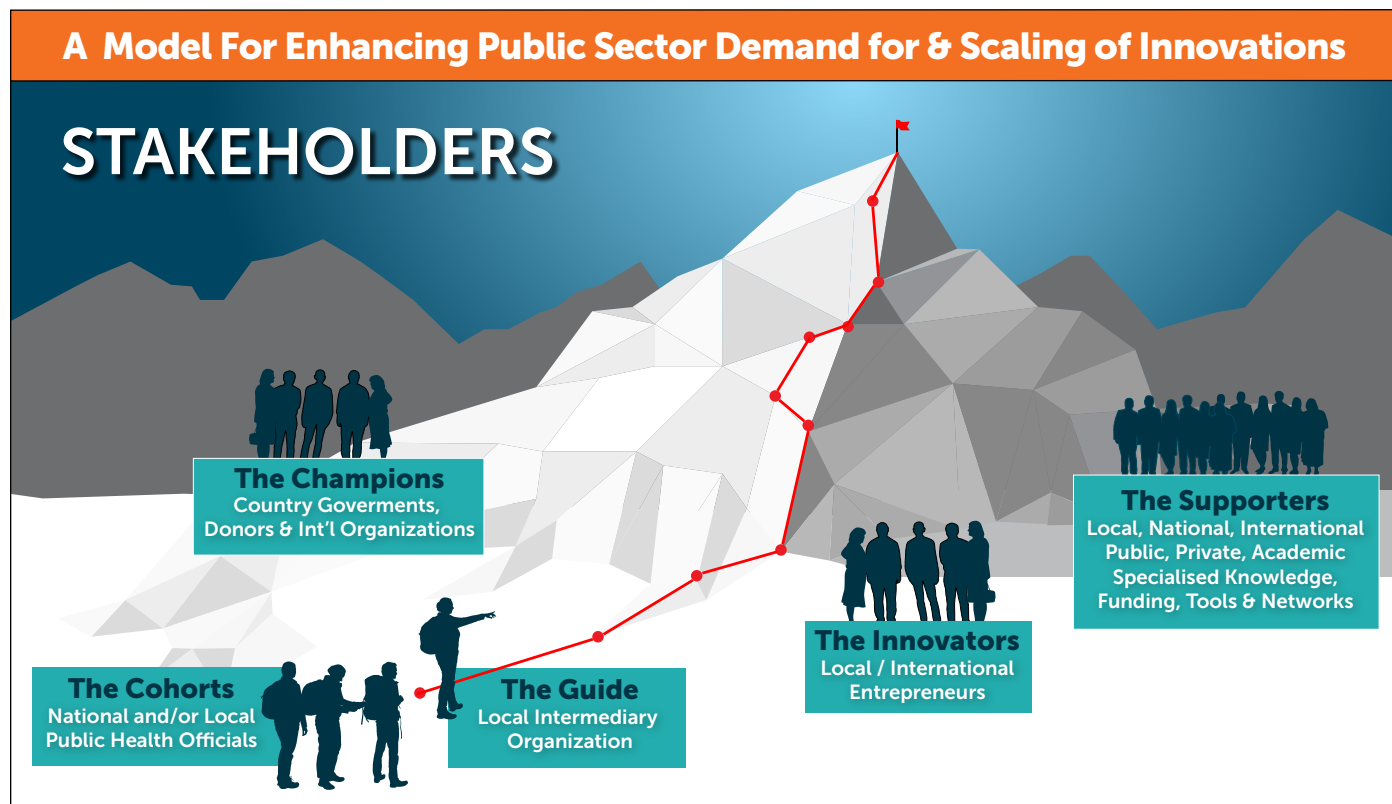 A Model For Enhancing Public Sector Demand for & Scaling of Innovations
STAKEHOLDERS
The Champions
Country Goverments,
Donors & Int'l Organizations
The Supporters
Local, National, International
Public, Private, Academic
Specialised Knowledge,
Funding, Tools & Networks
The Innovators
Local / International
Entrepreneurs
The Cohorts
National and/or Local
Public Health Officials
The Guide
Local Intermediary
Organization